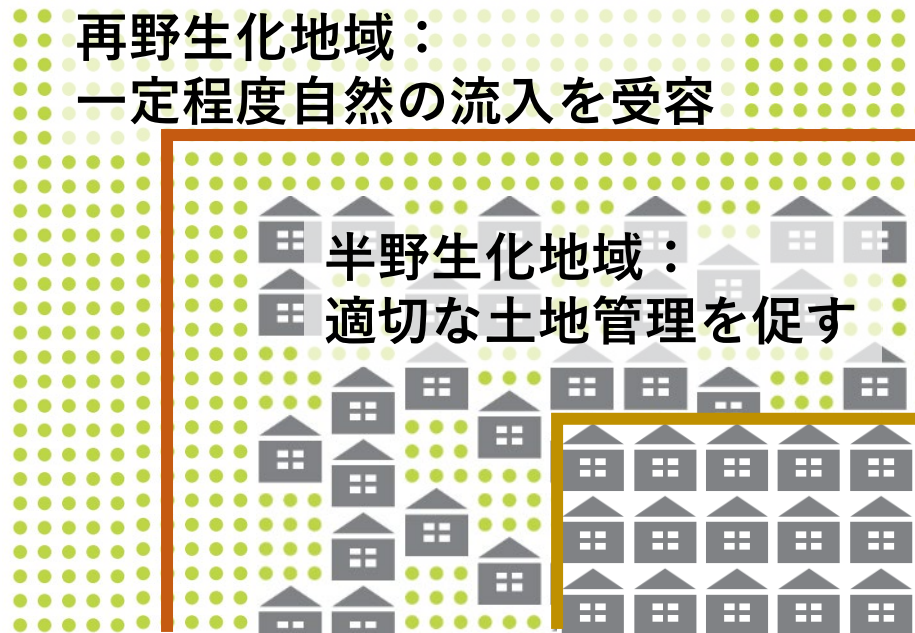 再野生化地域：
一定程度自然の流入を受容
半野生化地域：
適切な土地管理を促す